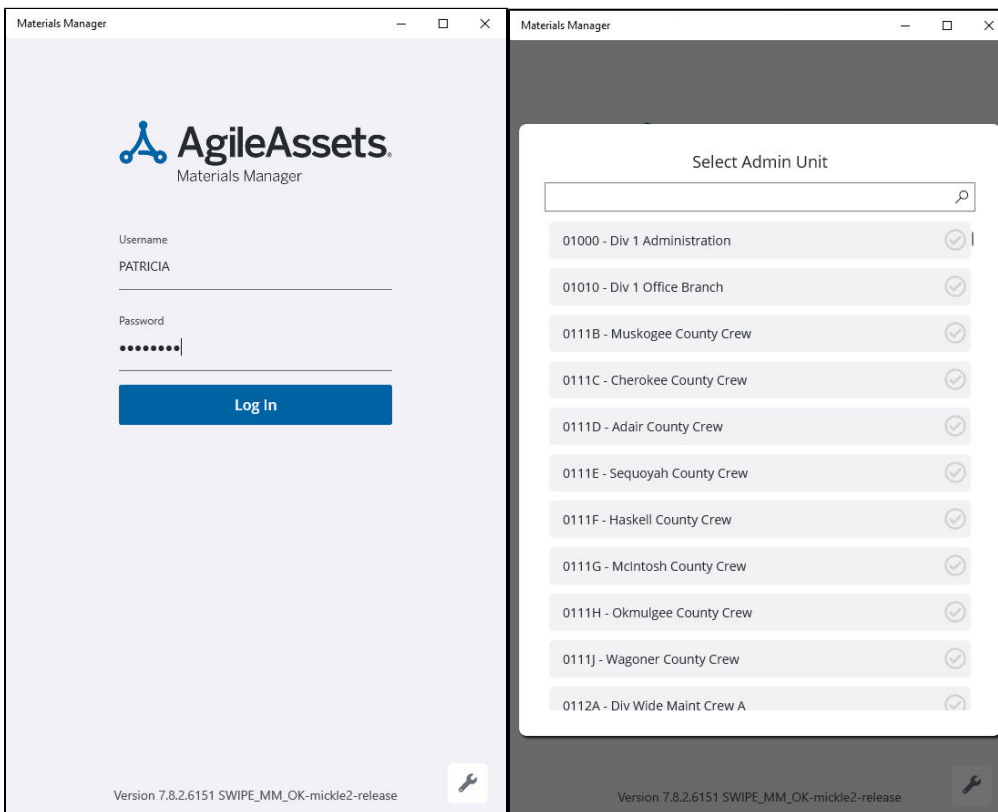 Materials Manager
AgileAssets.
Materials Manager
Username
PATRICIA
Password
Log In
Version 7.8.2.6151 SWIPE_MM_OK-mickle2-release
Materials Manager
Select Admin Unit
01000 - Div 1 Administration
01010 - Div 1 Office Branch
0111B - Muskogee County Crew
0111C - Cherokee County Crew
0111D - Adair County Crew
0111E - Sequoyah County Crew
0111F - Haskell County Crew
0111G - McIntosh County Crew
0111H - Okmulgee County Crew
0111J - Wagoner County Crew
0112A - Div Wide Maint Crew A
Version 7.8.2.6151 SWIPE_MM_OK-mickle2-release